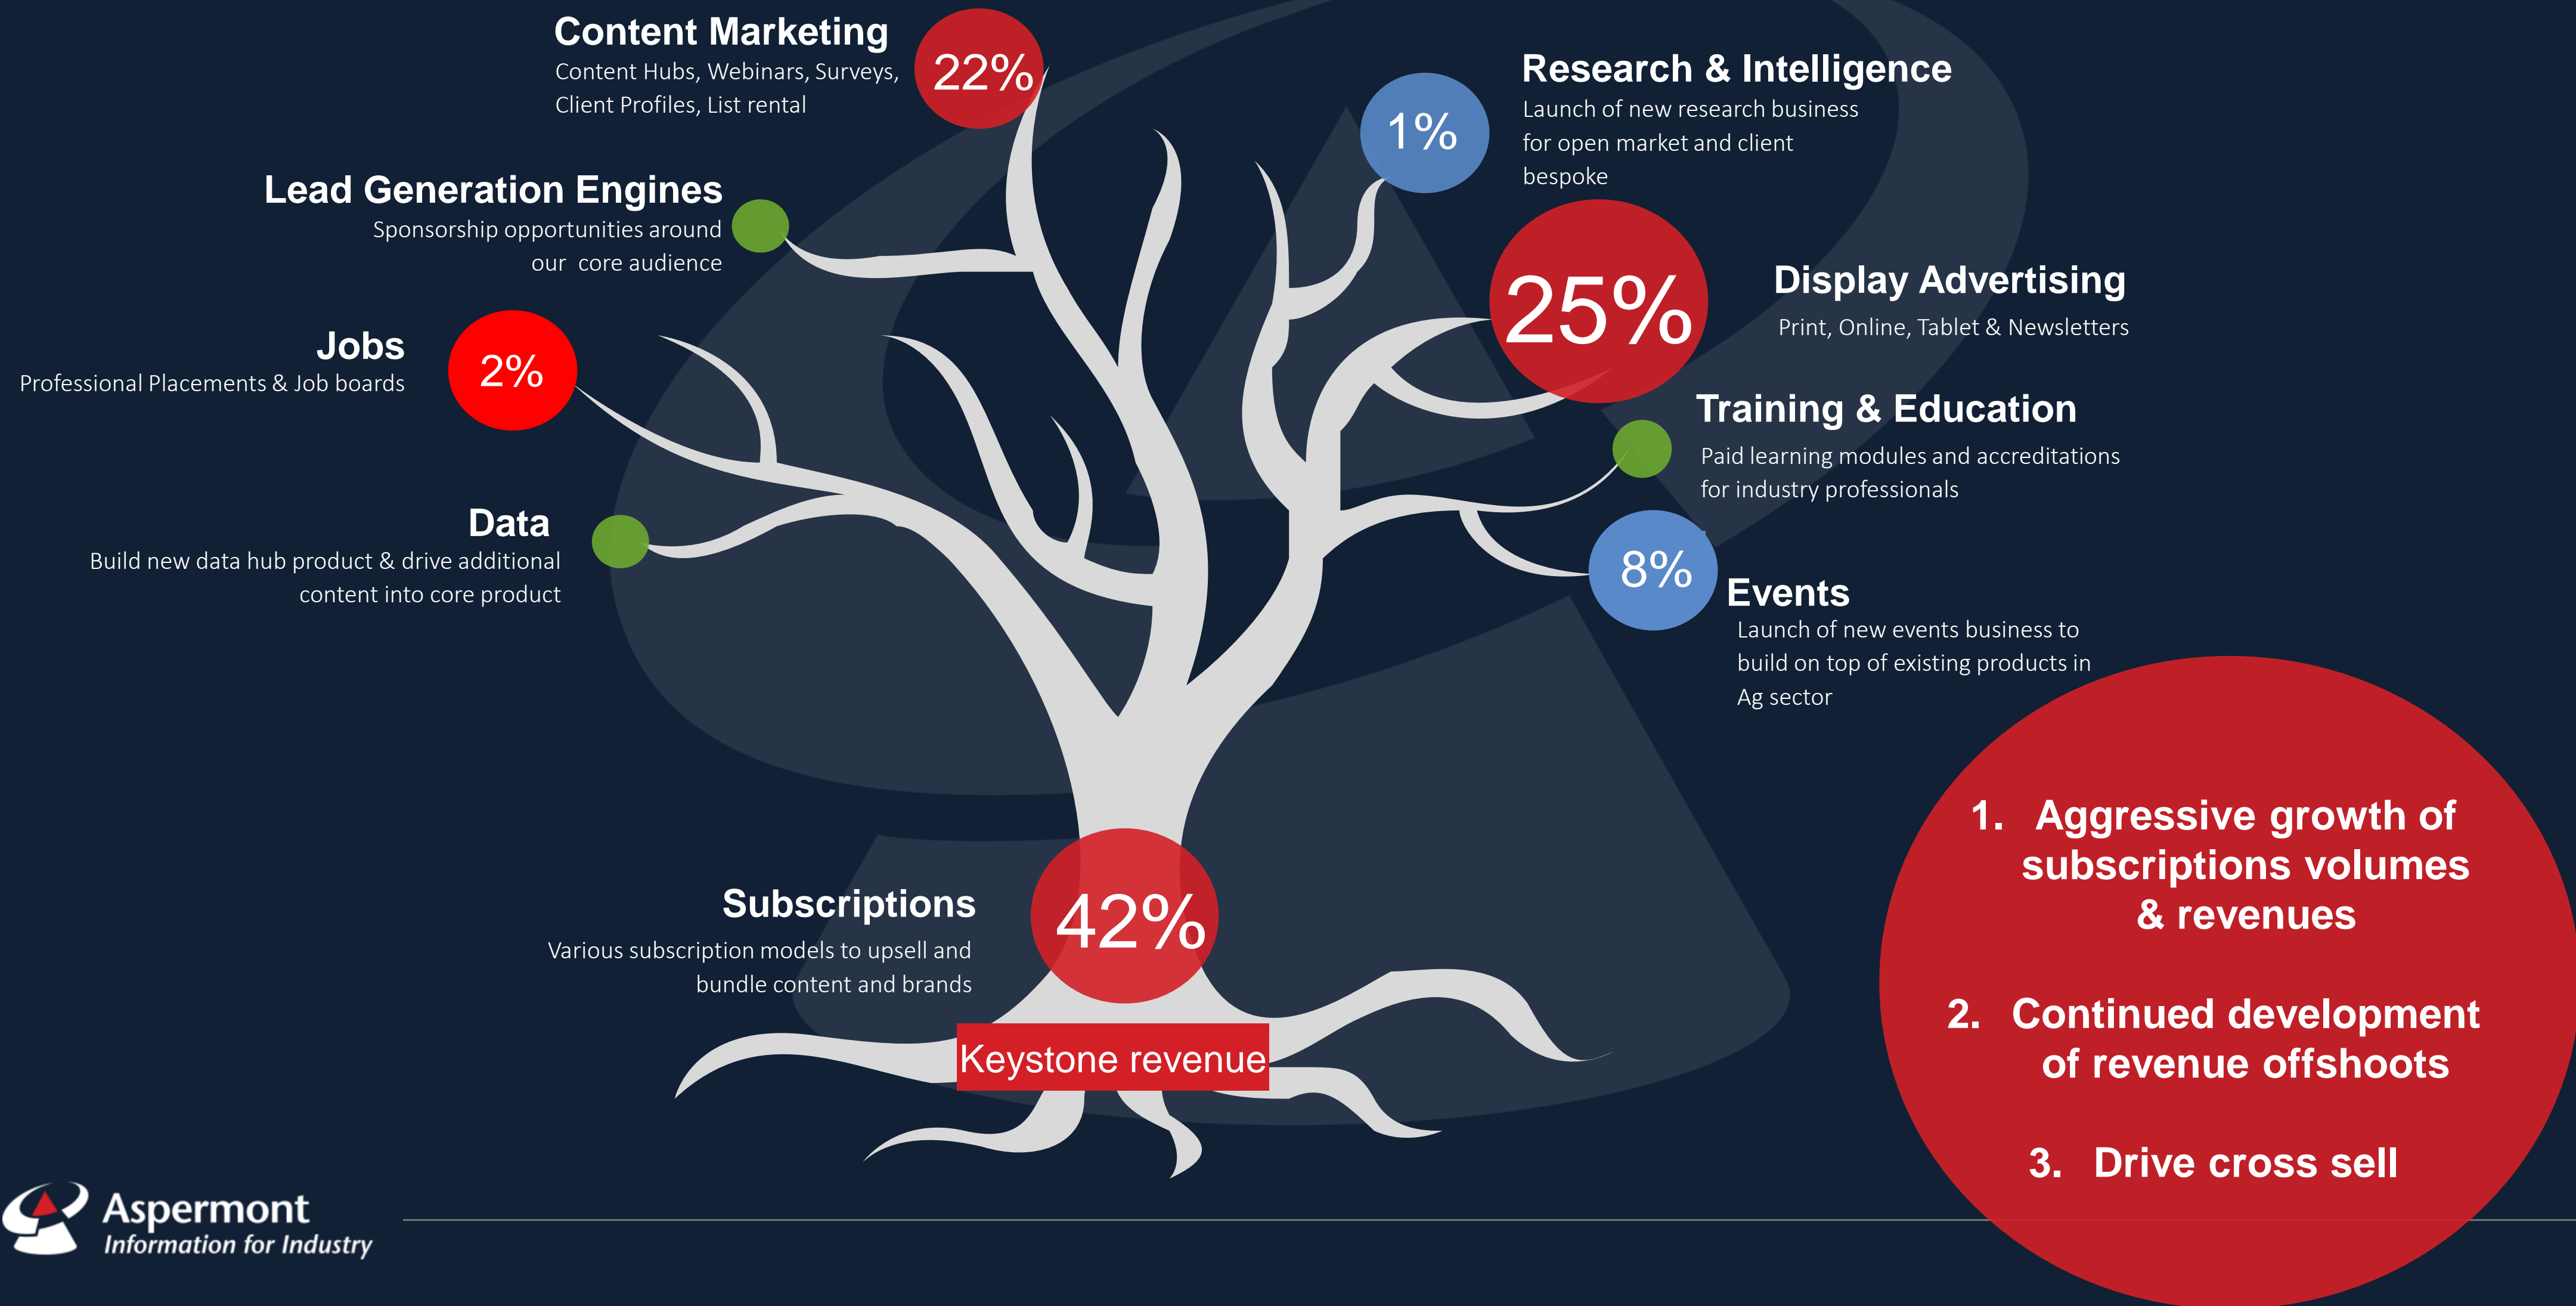 Content Marketing
Content Hubs, Webinars, Surveys,
Client Profiles, List rental
22%
Research & Intelligence
Launch of new research business
for open market and client
bespoke
1%
Lead Generation Engines
Sponsorship opportunities around
our core audience
25%
Display Advertising
Print, Online, Tablet & Newsletters
Jobs
Professional Placements & Job boards
2%
Training & Education
Paid learning modules and accreditations
for industry professionals
Data
Build new data hub product & drive additional
content into core product
8%
Events
Launch of new events business to
build on top of existing products in
Ag sector
Subscriptions
Various subscription models to upsell and
bundle content and brands
42%
Keystone revenue
1. Aggressive growth of
subscriptions volumes
& revenues
2. Continued development
of revenue offshoots
3. Drive cross sell
Aspermont
Information for Industry